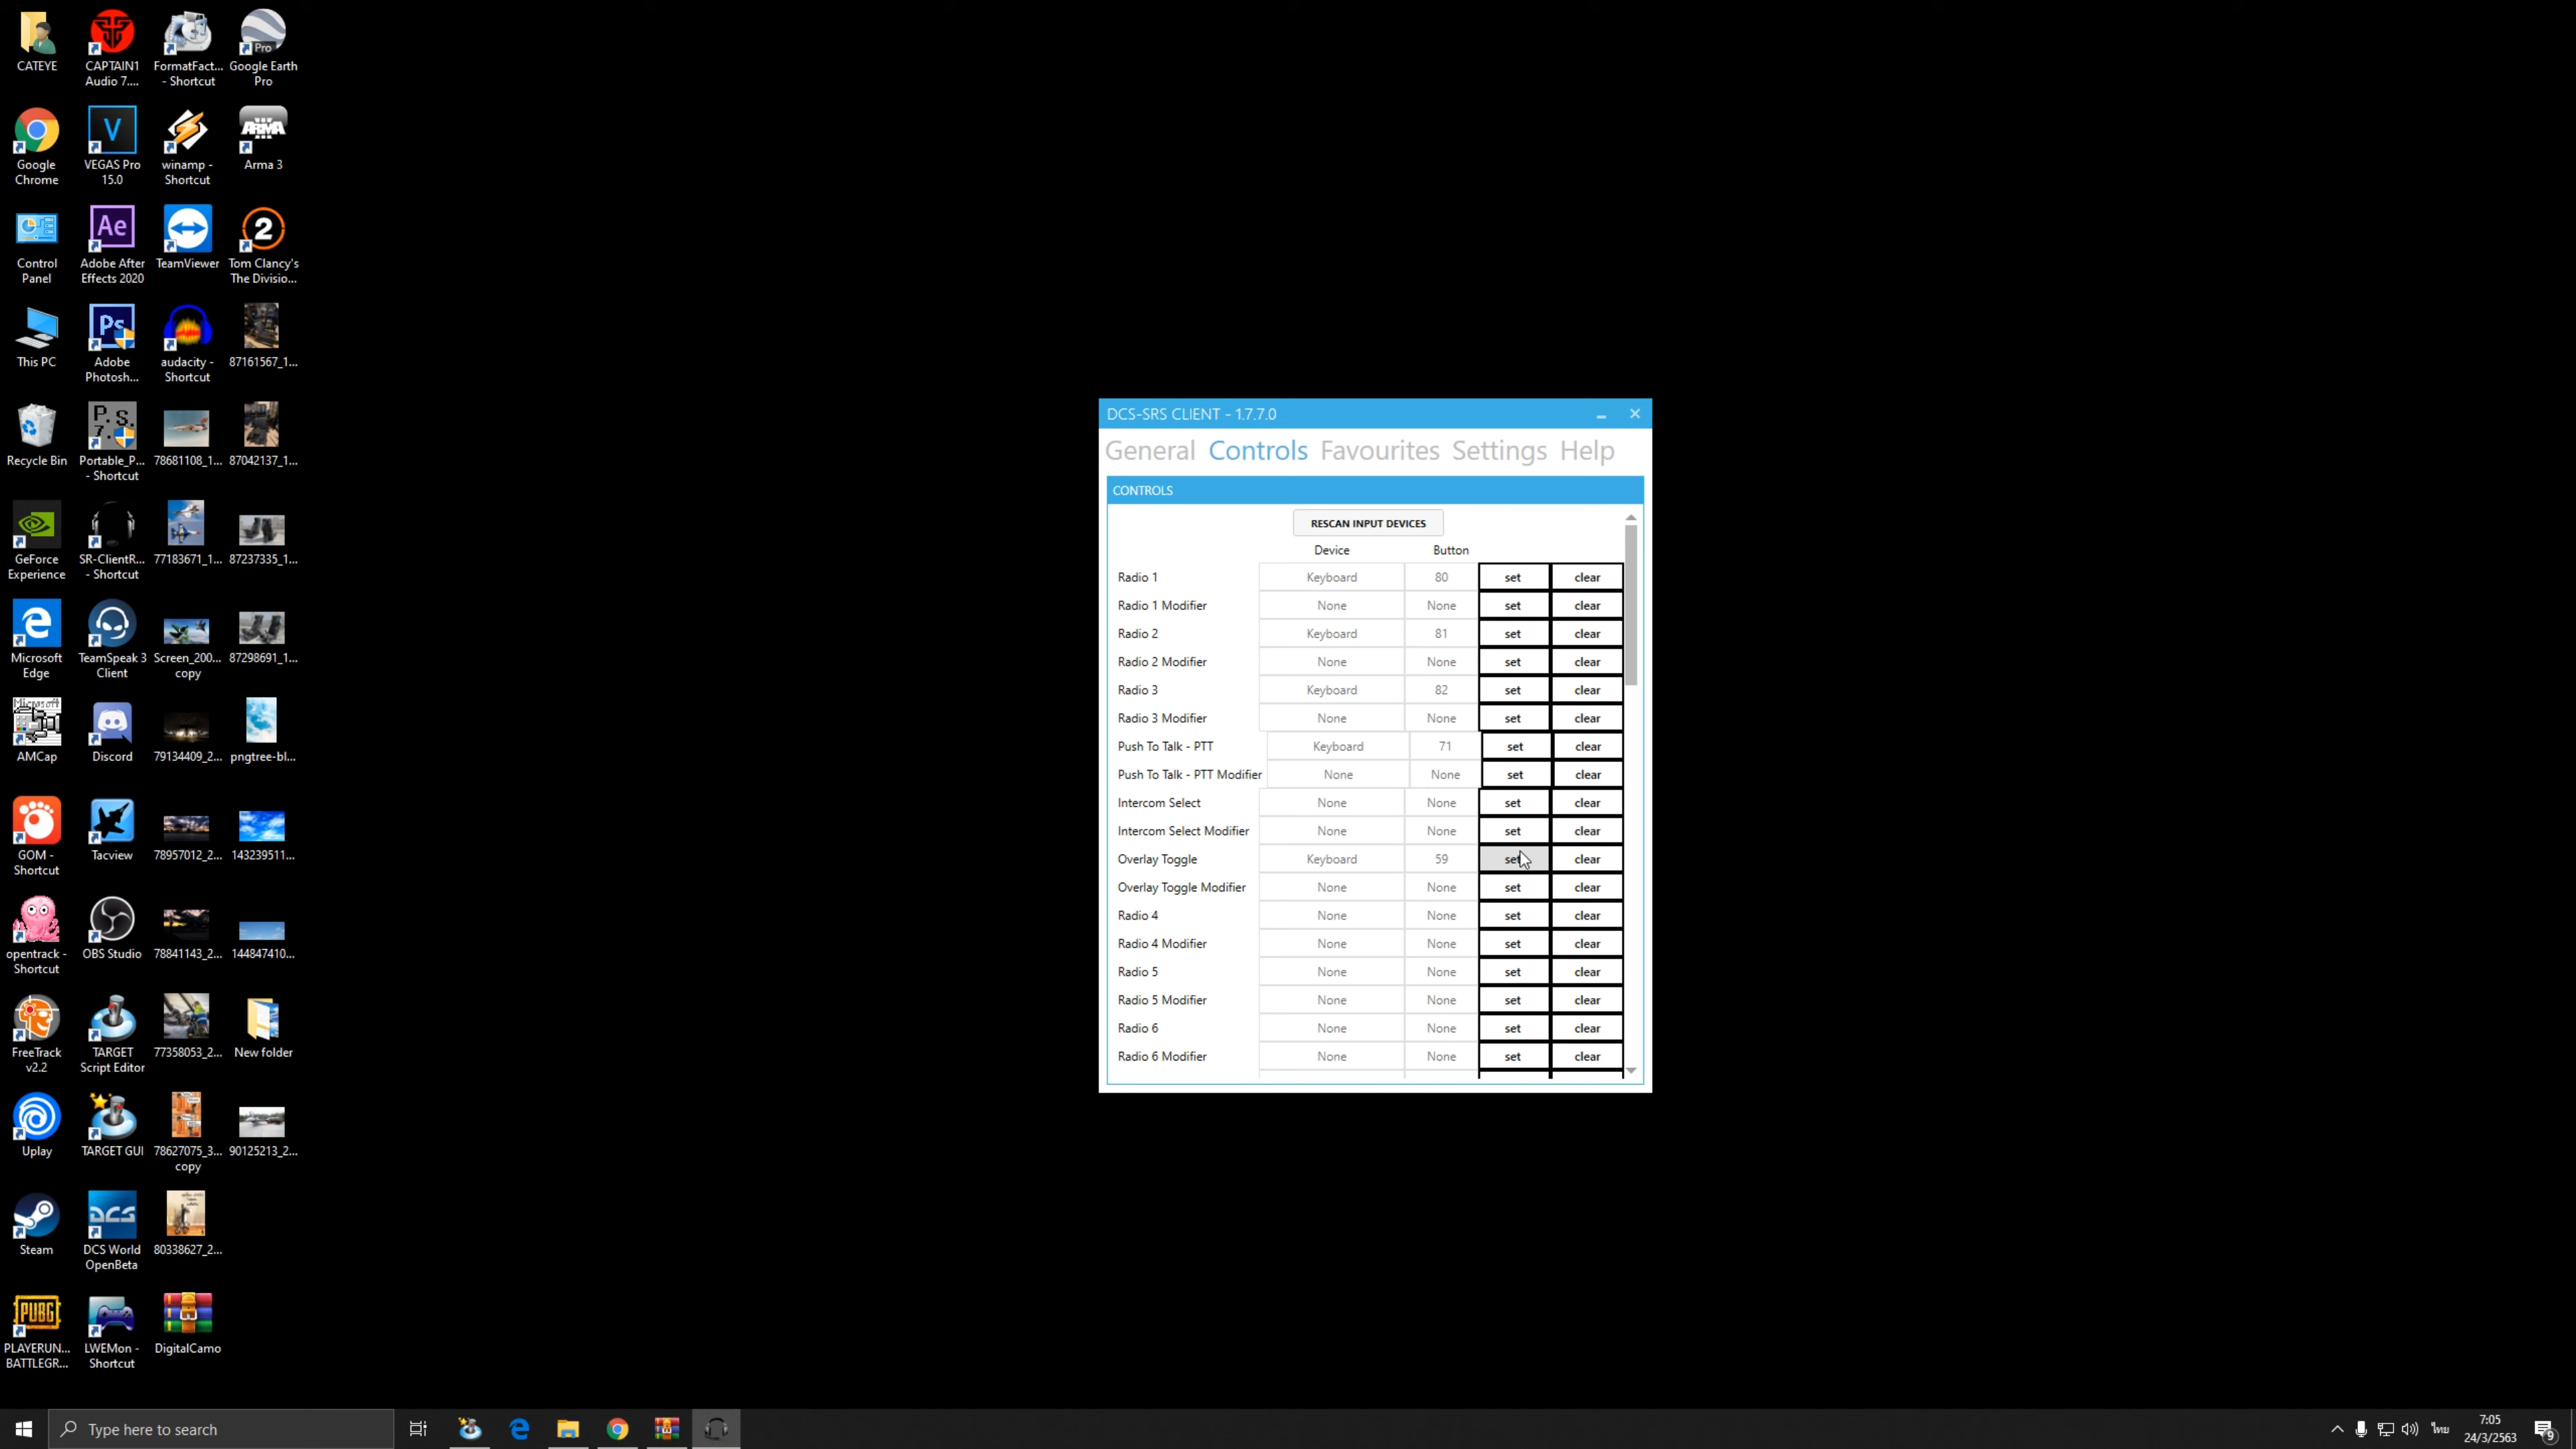 CATEYE
CAPTAIN1
Audio 7....
FormatFact...
- Shortcut
Pro
Google Earth
Pro
Google
Chrome
V
VEGAS Pro
15.0
winamp -
Shortcut
ARMA
Arma 3
Control
Panel
Ae
Adobe After
Effects 2020
TeamViewer
2
Tom Clancy's
The Divisio...
This PC
Ps
Adobe
Photosh...
audacity -
Shortcut
87161567_1...
Recycle Bin
P.S.
7.
Portable_P...
- Shortcut
78681108_1...
87042137_1...
GeForce
Experience
SR-ClientR...
- Shortcut
77183671_1...
87237335_1...
Microsoft
Edge
TeamSpeak 3
Client
Screen_200...
copy
87298691_1...
Microsoft
AMCap
Discord
79134409_2...
pngtree-bl...
GOM -
Shortcut
Tacview
78957012_2...
143239511...
opentrack -
Shortcut
OBS Studio
78841143_2...
144847410...
FreeTrack
v2.2
TARGET
Script Editor
77358053_2...
New folder
Uplay
TARGET GUI
78627075_3...
copy
90125213_2...
Steam
DCS
DCS World
OpenBeta
80338627_2...
PUBG
PLAYERUN...
BATTLEGR...
LWEMon -
Shortcut
DigitalCamo
DCS-SRS CLIENT - 1.7.7.0
General Controls Favourites Settings Help
CONTROLS
RESCAN INPUT DEVICES
Device Button
Radio 1 Keyboard 80 set clear
Radio 1 Modifier None None set clear
Radio 2 Keyboard 81 set clear
Radio 2 Modifier None None set clear
Radio 3 Keyboard 82 set clear
Radio 3 Modifier None None set clear
Push To Talk - PTT Keyboard 71 set clear
Push To Talk - PTT Modifier None None set clear
Intercom Select None None set clear
Intercom Select Modifier None None set clear
Overlay Toggle Keyboard 59 set clear
Overlay Toggle Modifier None None set clear
Radio 4 None None set clear
Radio 4 Modifier None None set clear
Radio 5 None None set clear
Radio 5 Modifier None None set clear
Radio 6 None None set clear
Radio 6 Modifier None None set clear
Type here to search
ไทย
7:05
24/3/2563
9